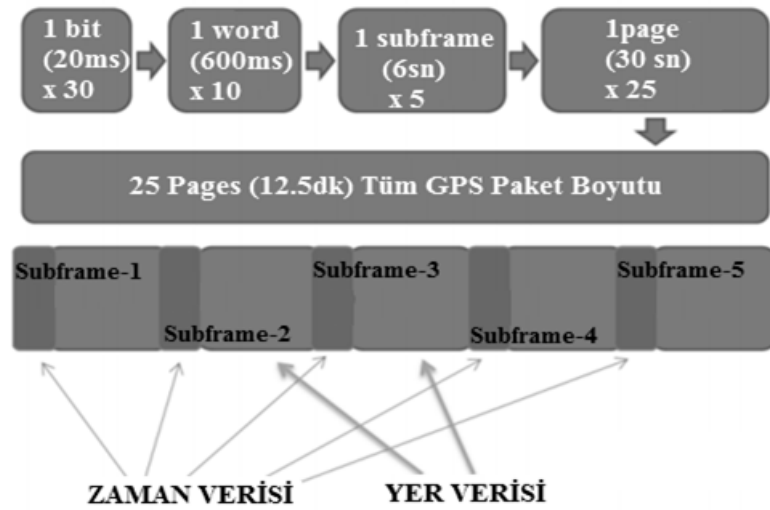 1 bit
(20ms)
x 30
1 word
(600ms)
x 10
1 subframe
(6sn)
x 5
1page
(30 sn)
x 25
25 Pages (12.5dk) Tüm GPS Paket Boyutu
Subframe-1
Subframe-2
Subframe-3
Subframe-4
Subframe-5
ZAMAN VERİSİ
YER VERİSİ